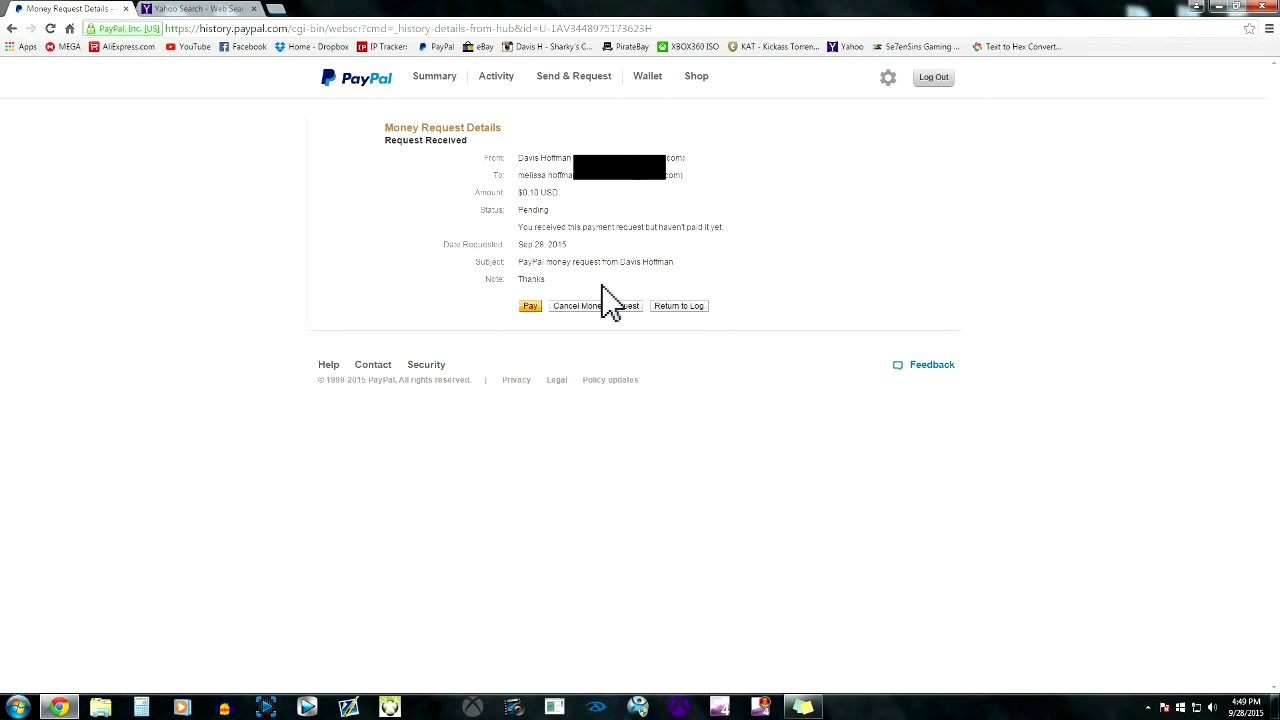 Money Request Details -
Yahoo Search - Web Sear
PayPal, Inc. [US] https://history.paypal.com/cgi-bin/webscr?cmd=_history-details-from-hub&id=U-1AV3448975173623H
Apps MEGA AliExpress.com YouTube Facebook Home - Dropbox IP Trackers PayPal eBay Davis H - Sharky's C... PirateBay XBOX360 ISO KAT - Kickass Torren... Yahoo Se7enSins Gaming ... Text to Hex Convert...
PayPal Summary Activity Send & Request Wallet Shop Log Out
Money Request Details
Request Received
From: Davis Hoffman com)
To: melissa hoffma com)
Amount: $0.10 USD
Status: Pending
You received this payment request but haven't paid it yet.
Date Requested: Sep 28, 2015
Subject: PayPal money request from Davis Hoffman
Note: Thanks
Pay Cancel Mone uest Return to Log
Help Contact Security Feedback
© 1999-2015 PayPal. All rights reserved. | Privacy Legal Policy updates
4:49 PM
9/28/2015